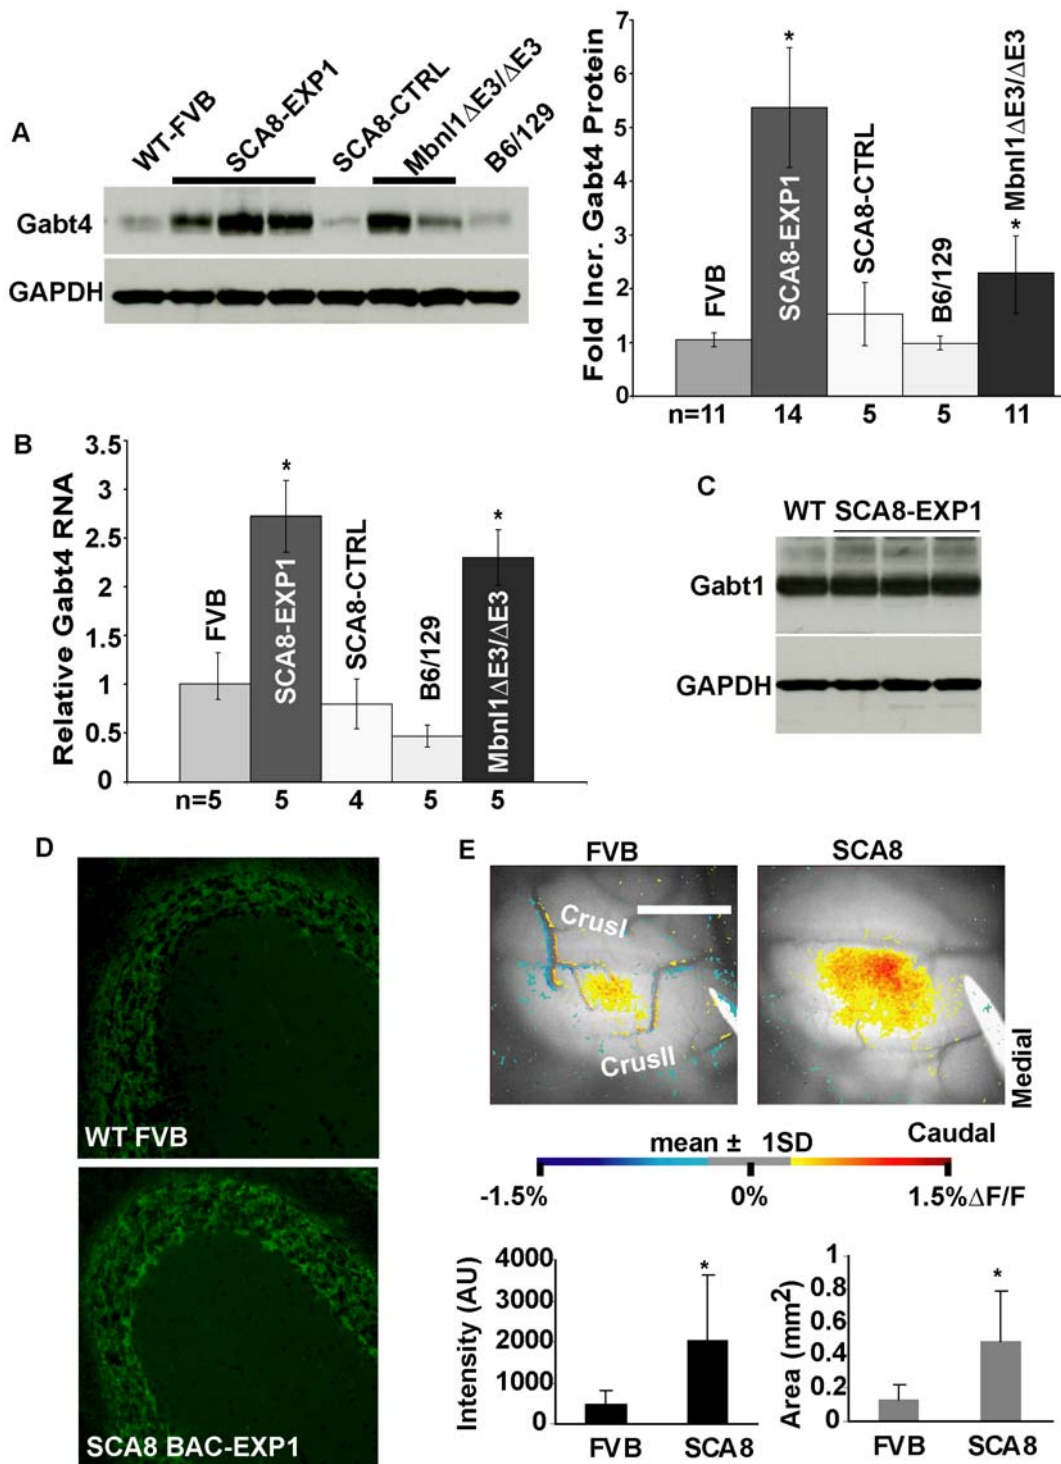 A
WT-FVB
SCA8-EXP1
SCA8-CTRL
Mbnl1ΔE3/ΔE3
B6/129
Gabt4
GAPDH
Fold Incr. Gabt4 Protein
7
6
5
4
3
2
1
0
FVB
*
SCA8-EXP1
SCA8-CTRL
B6/129
* Mbnl1ΔE3/ΔE3
n=11 14 5 5 11
B
Relative Gabt4 RNA
3.5
3
2.5
2
1.5
1
0.5
0
FVB
*
SCA8-EXP1
SCA8-CTRL
B6/129
*
Mbnl1ΔE3/ΔE3
n=5 5 4 5 5
C
WT SCA8-EXP1
Gabt1
GAPDH
D
WT FVB
SCA8 BAC-EXP1
E
FVB SCA8
CrusI
CrusII
Medial
Caudal
mean ± 1SD
-1.5% 0% 1.5% ΔF/F
Intensity (AU)
4000
3000
2000
1000
0
*
FVB SCA8
Area (mm²)
1
0.8
0.6
0.4
0.2
0
*
FVB SCA8